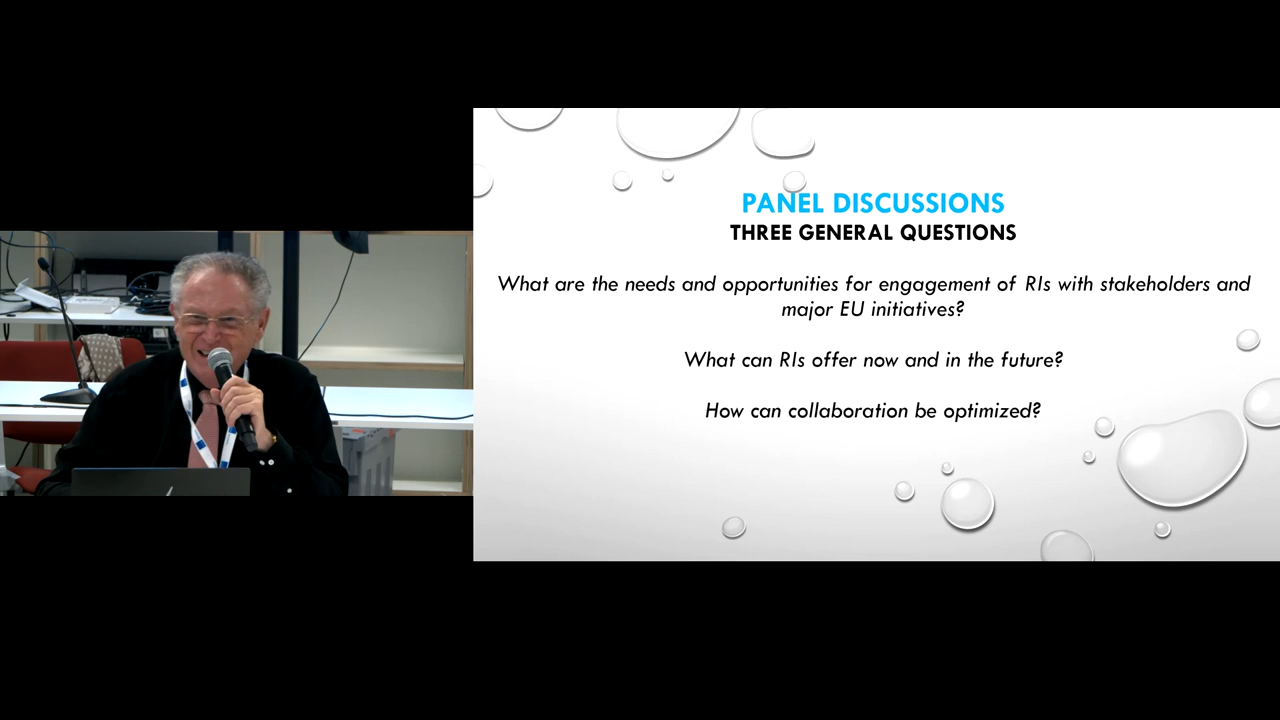 PANEL DISCUSSIONS
THREE GENERAL QUESTIONS
What are the needs and opportunities for engagement of RIs with stakeholders and
major EU initiatives?
What can RIs offer now and in the future?
How can collaboration be optimized?